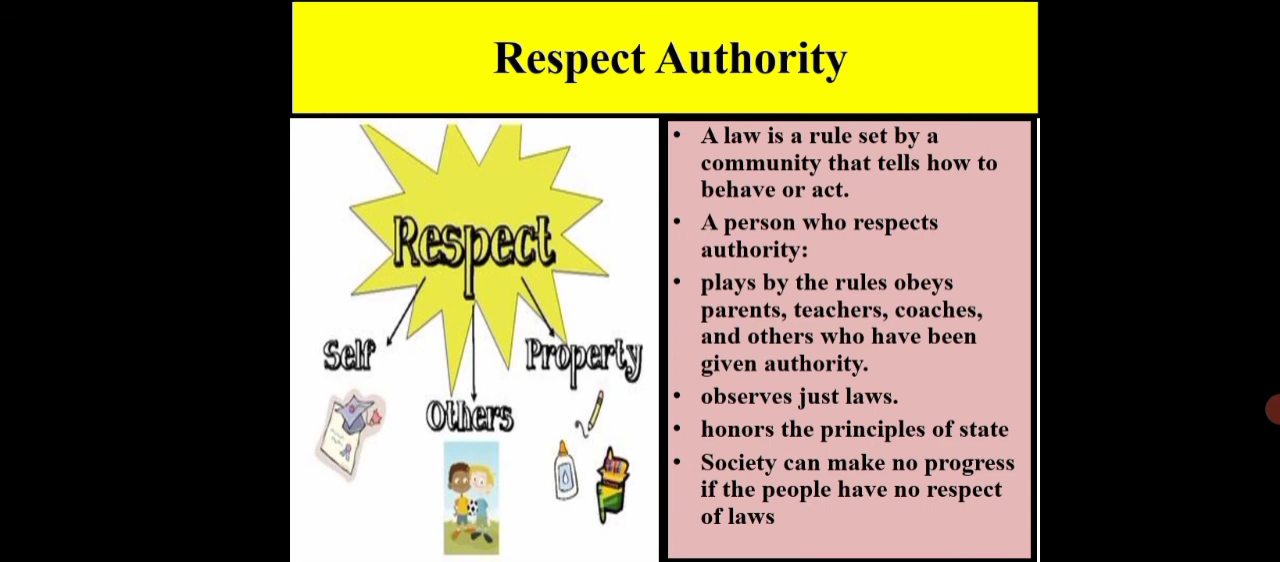 Respect Authority
Respect
Self
Others
Property
• A law is a rule set by a
community that tells how to
behave or act.
• A person who respects
authority:
• plays by the rules obeys
parents, teachers, coaches,
and others who have been
given authority.
• observes just laws.
• honors the principles of state
• Society can make no progress
if the people have no respect
of laws